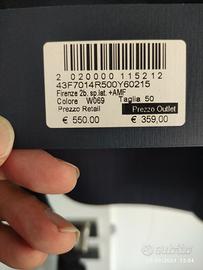 2 020000 115212
43F7014R500Y60215
Firenze 2b. sp.lat. +AMF
Colore W069 Taglia 50
Prezzo Retail Prezzo Outlet
€ 550.00 € 359,00
subito